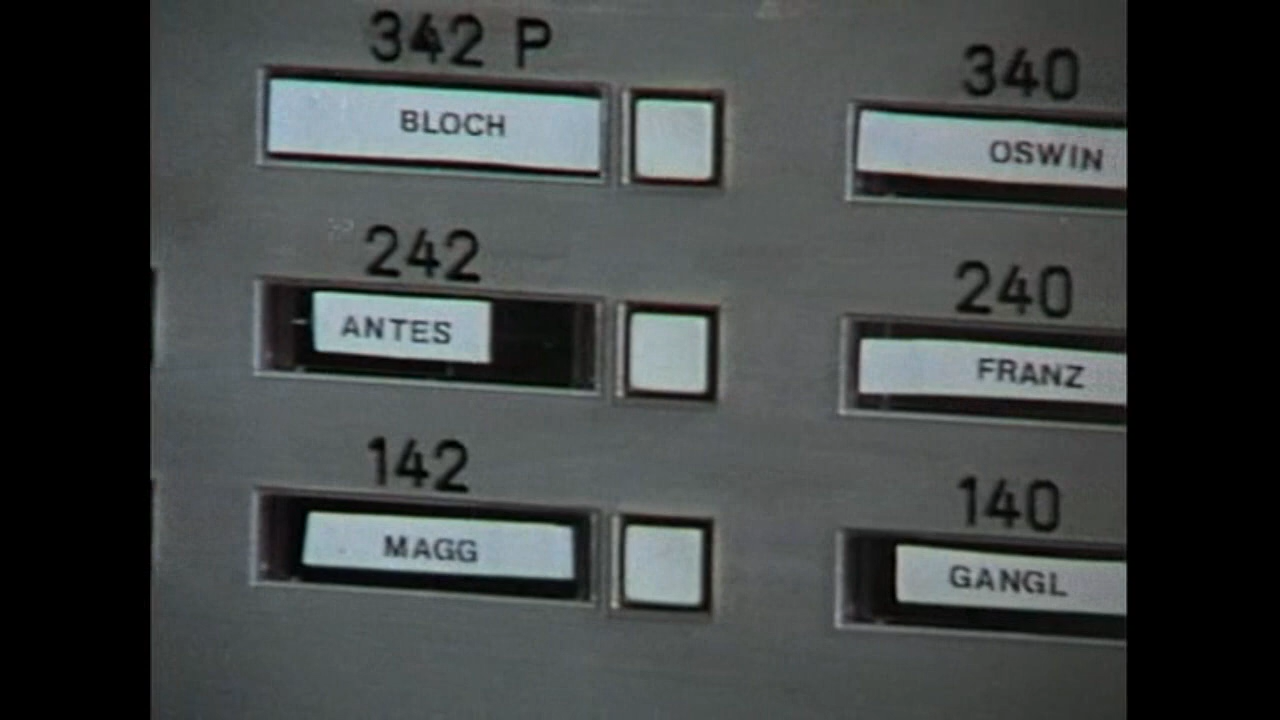 342 P
BLOCH
340
OSWIN
242
ANTES
240
FRANZ
142
MAGG
140
GANGL